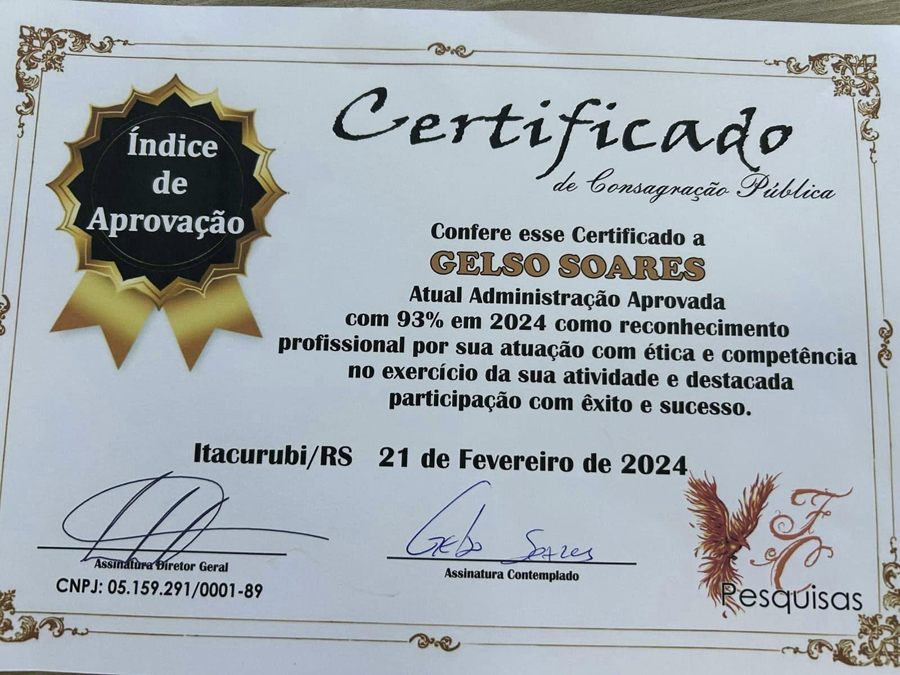 Índice
de
Aprovação
Certificado
de Consagração Pública
Confere esse Certificado a
GELSO SOARES
Atual Administração Aprovada
com 93% em 2024 como reconhecimento
profissional por sua atuação com ética e competência
no exercício da sua atividade e destacada
participação com êxito e sucesso.
Itacurubi/RS 21 de Fevereiro de 2024
Gelso Soares
Assinatura Diretor Geral
Assinatura Contemplado
CNPJ: 05.159.291/0001-89
FC
Pesquisas